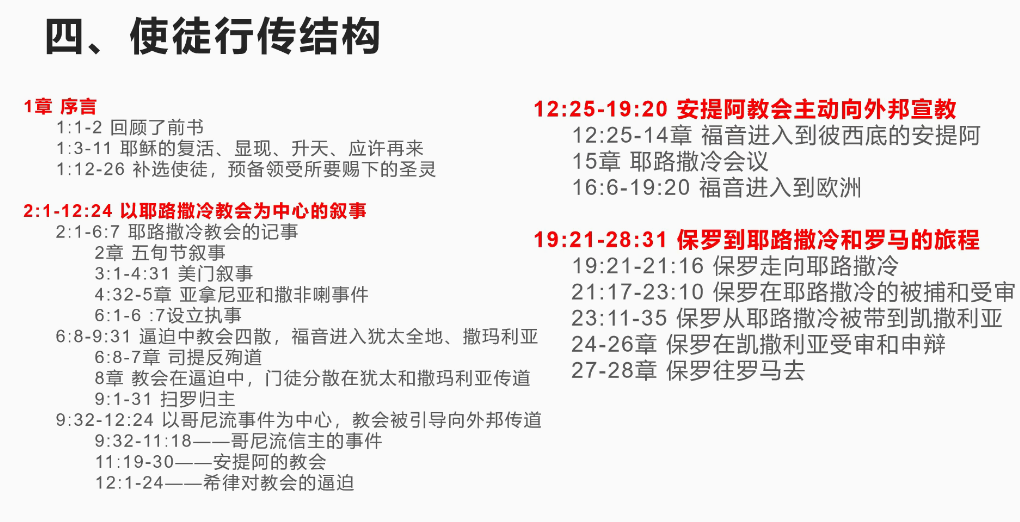 四、使徒行传结构
1章 序言
1:1-2 回顾了前书
1:3-11 耶稣的复活、显现、升天、应许再来
1:12-26 补选使徒，预备领受所要赐下的圣灵
2:1-12:24 以耶路撒冷教会为中心的叙事
2:1-6:7 耶路撒冷教会的记事
2章 五旬节叙事
3:1-4:31 美门叙事
4:32-5章 亚拿尼亚和撒非喇事件
6:1-6 :7设立执事
6:8-9:31 逼迫中教会四散，福音进入犹太全地、撒玛利亚
6:8-7章 司提反殉道
8章 教会在逼迫中，门徒分散在犹太和撒玛利亚传道
9:1-31 扫罗归主
9:32-12:24 以哥尼流事件为中心，教会被引导向外邦传道
9:32-11:18——哥尼流信主的事件
11:19-30——安提阿的教会
12:1-24——希律对教会的逼迫
12:25-19:20 安提阿教会主动向外邦宣教
12:25-14章 福音进入到彼西底的安提阿
15章 耶路撒冷会议
16:6-19:20 福音进入到欧洲
19:21-28:31 保罗到耶路撒冷和罗马的旅程
19:21-21:16 保罗走向耶路撒冷
21:17-23:10 保罗在耶路撒冷的被捕和受审
23:11-35 保罗从耶路撒冷被带到凯撒利亚
24-26章 保罗在凯撒利亚受审和申辩
27-28章 保罗往罗马去